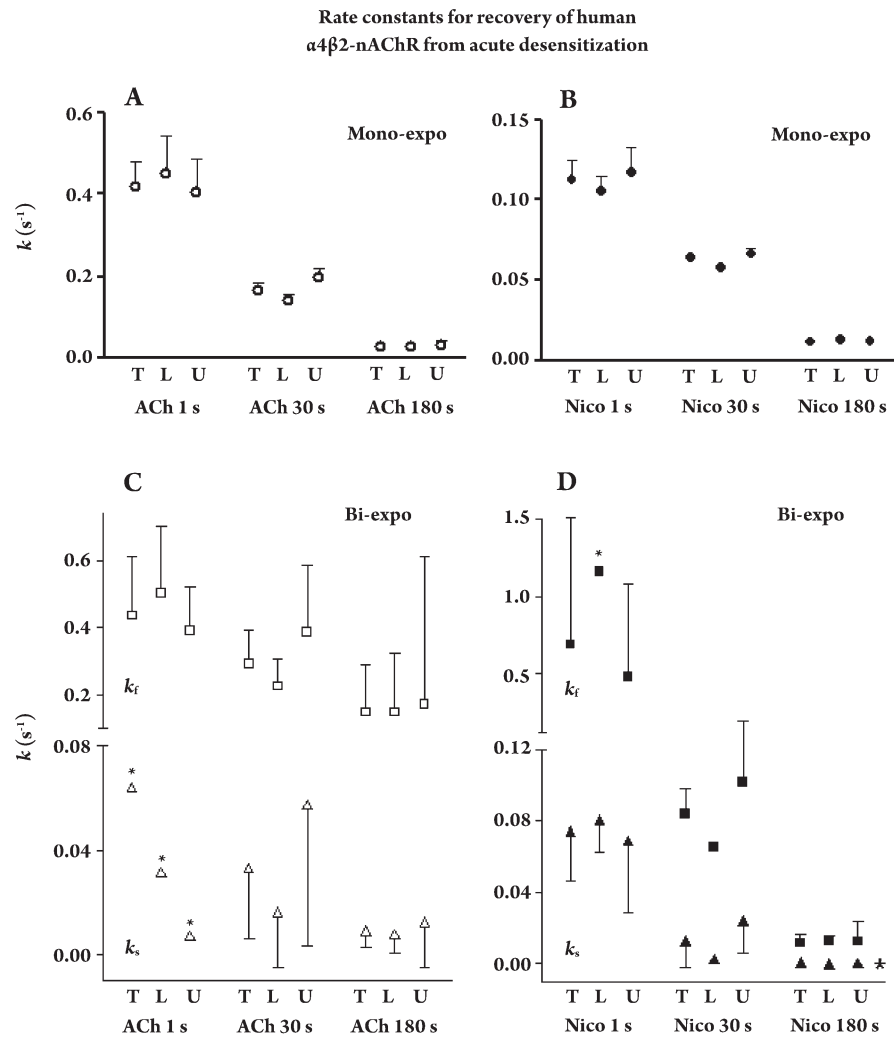 Rate constants for recovery of human
α4β2-nAChR from acute desensitization
A
Mono-expo
0.6
0.4
0.2
0.0
k (s⁻¹)
T L U T L U T L U
ACh 1 s ACh 30 s ACh 180 s
B
Mono-expo
0.15
0.10
0.05
0.00
T L U T L U T L U
Nico 1 s Nico 30 s Nico 180 s
C
Bi-expo
0.6
0.4
0.2
kf
k (s⁻¹)
0.08
*
0.04
*
*
0.00
ks
T L U T L U T L U
ACh 1 s ACh 30 s ACh 180 s
D
Bi-expo
1.5
*
1.0
0.5
kf
0.12
0.08
0.04
ks
0.00
*
T L U T L U T L U
Nico 1 s Nico 30 s Nico 180 s